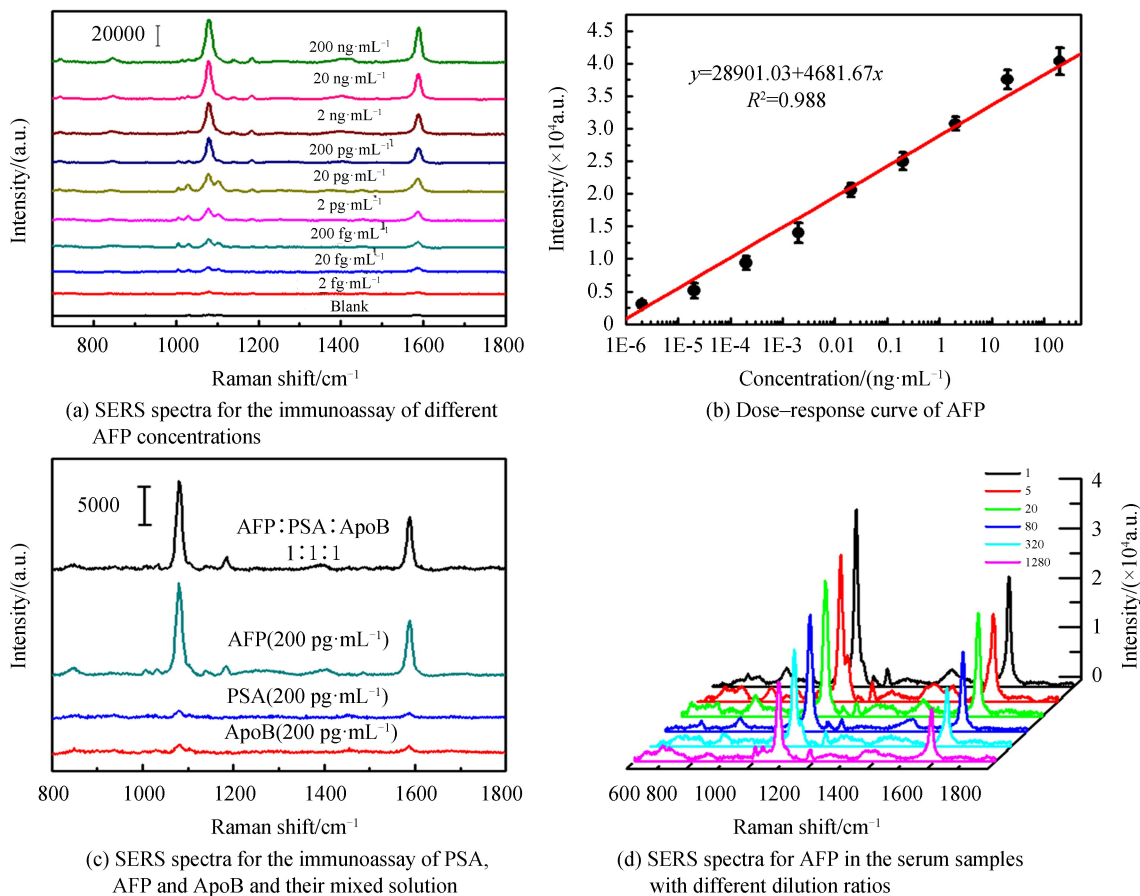 20000
200 ng·mL⁻¹
20 ng·mL⁻¹
2 ng·mL⁻¹
200 pg·mL⁻¹
20 pg·mL⁻¹
2 pg·mL⁻¹
200 fg·mL⁻¹
20 fg·mL⁻¹
2 fg·mL⁻¹
Blank
Intensity/(a.u.)
800 1000 1200 1400 1600 1800
Raman shift/cm⁻¹
(a) SERS spectra for the immunoassay of different
AFP concentrations
y=28901.03+4681.67x
R²=0.988
Intensity/(×10⁴a.u.)
4.5
4.0
3.5
3.0
2.5
2.0
1.5
1.0
0.5
0
1E-6 1E-5 1E-4 1E-3 0.01 0.1 1 10 100
Concentration/(ng·mL⁻¹)
(b) Dose–response curve of AFP
5000
AFP∶PSA∶ApoB
1∶1∶1
AFP(200 pg·mL⁻¹)
PSA(200 pg·mL⁻¹)
ApoB(200 pg·mL⁻¹)
Intensity/(a.u.)
800 1000 1200 1400 1600 1800
Raman shift/cm⁻¹
(c) SERS spectra for the immunoassay of PSA,
AFP and ApoB and their mixed solution
1
5
20
80
320
1280
4
3
2
1
0
Intensity/(×10⁴a.u.)
600 800 1000 1200 1400 1600 1800
Raman shift/cm⁻¹
(d) SERS spectra for AFP in the serum samples
with different dilution ratios